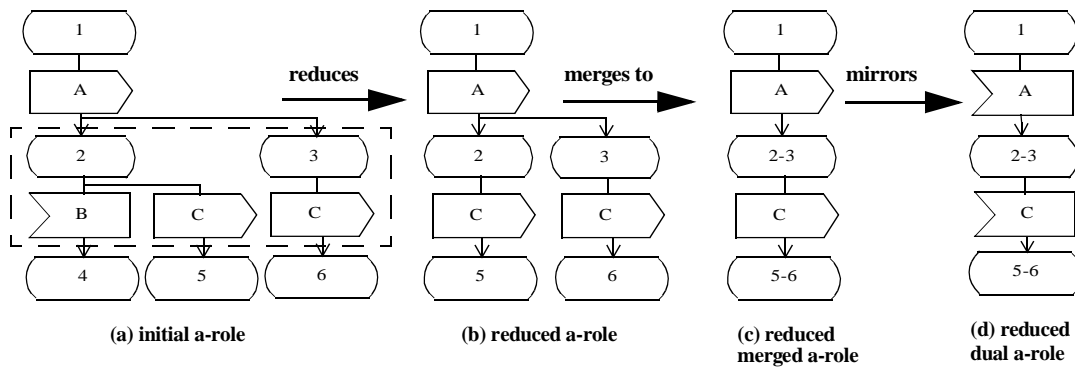 1 1 1 1
reduces merges to mirrors
A A A A
2 3 2 3 2-3 2-3
B C C C C C C
4 5 6 5 6 5-6 5-6
(a) initial a-role (b) reduced a-role (c) reduced (d) reduced
merged a-role dual a-role